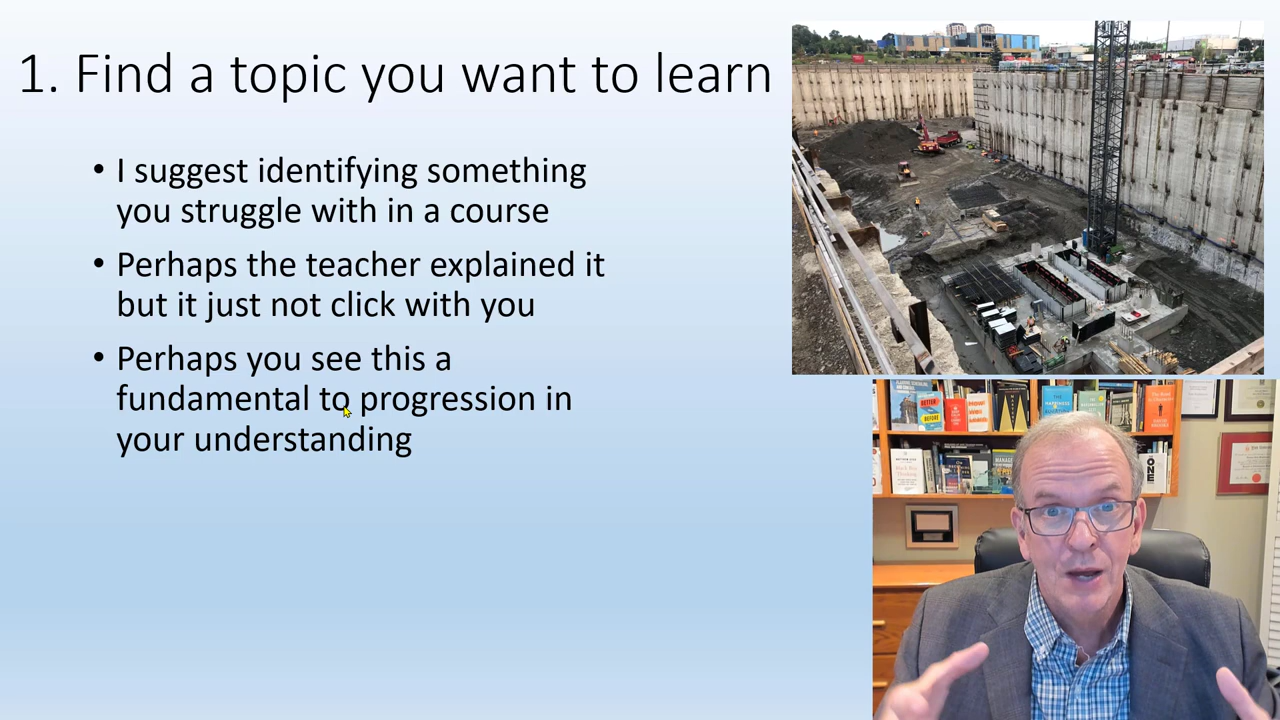 1. Find a topic you want to learn
• I suggest identifying something
you struggle with in a course
• Perhaps the teacher explained it
but it just not click with you
• Perhaps you see this a
fundamental to progression in
your understanding